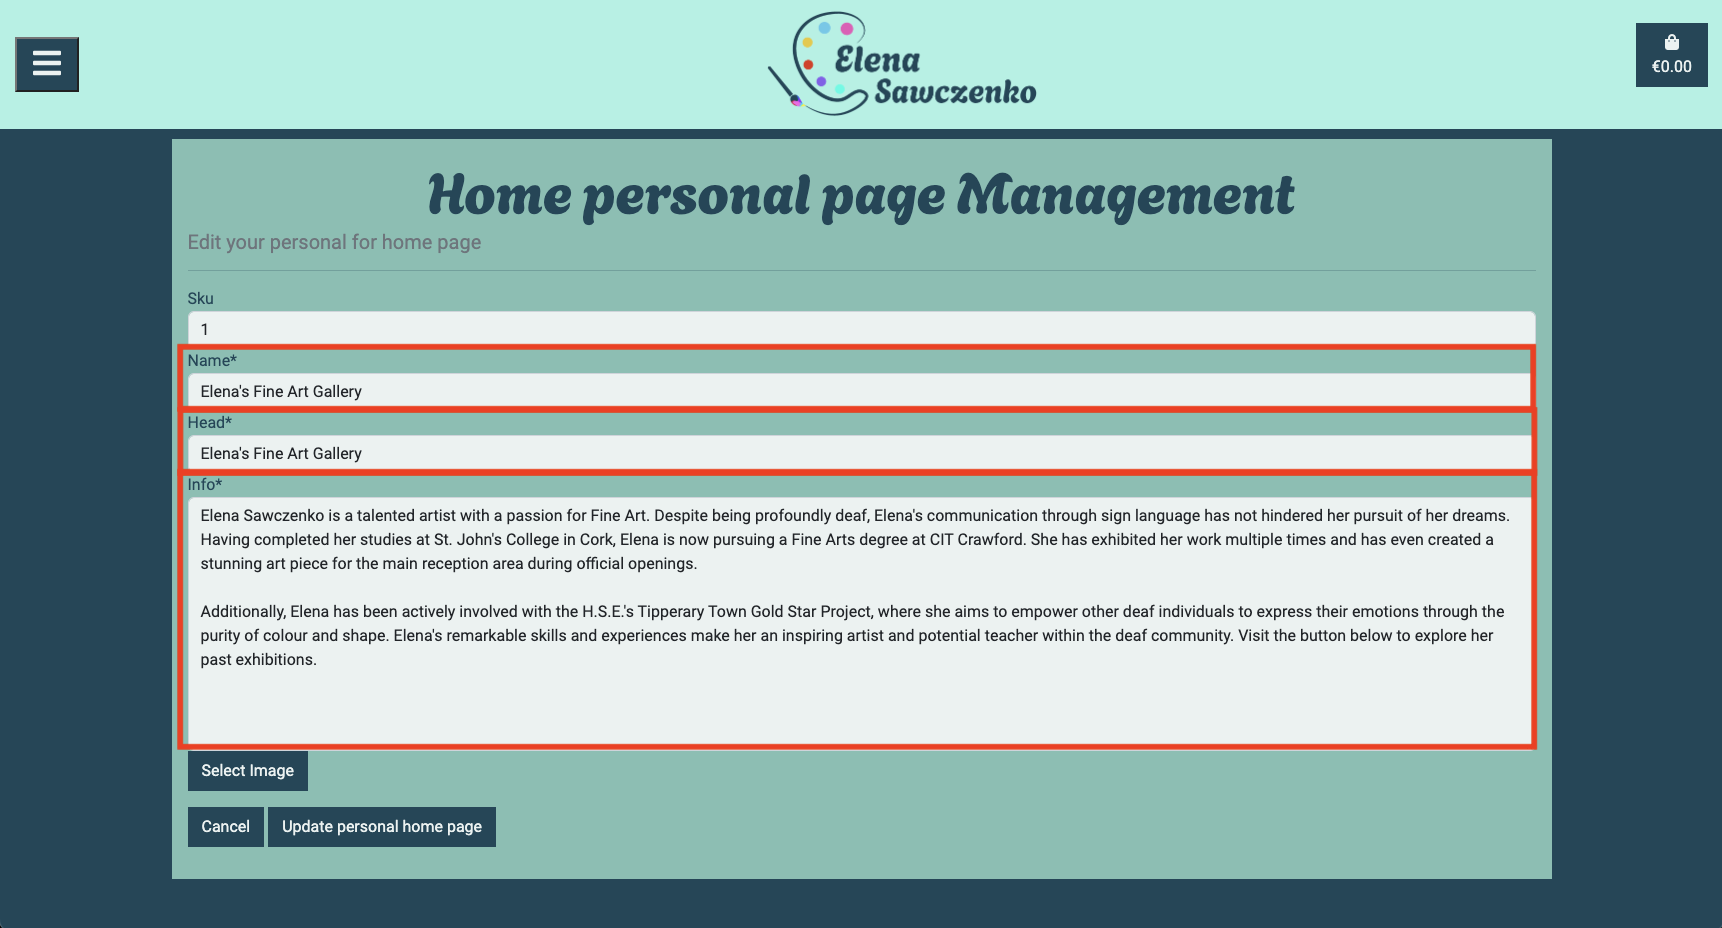 Elena
Sawczenko
€0.00
Home personal page Management
Edit your personal for home page
Sku
1
Name*
Elena's Fine Art Gallery
Head*
Elena's Fine Art Gallery
Info*
Elena Sawczenko is a talented artist with a passion for Fine Art. Despite being profoundly deaf, Elena's communication through sign language has not hindered her pursuit of her dreams.
Having completed her studies at St. John's College in Cork, Elena is now pursuing a Fine Arts degree at CIT Crawford. She has exhibited her work multiple times and has even created a
stunning art piece for the main reception area during official openings.
Additionally, Elena has been actively involved with the H.S.E.'s Tipperary Town Gold Star Project, where she aims to empower other deaf individuals to express their emotions through the
purity of colour and shape. Elena's remarkable skills and experiences make her an inspiring artist and potential teacher within the deaf community. Visit the button below to explore her
past exhibitions.
Select Image
Cancel
Update personal home page